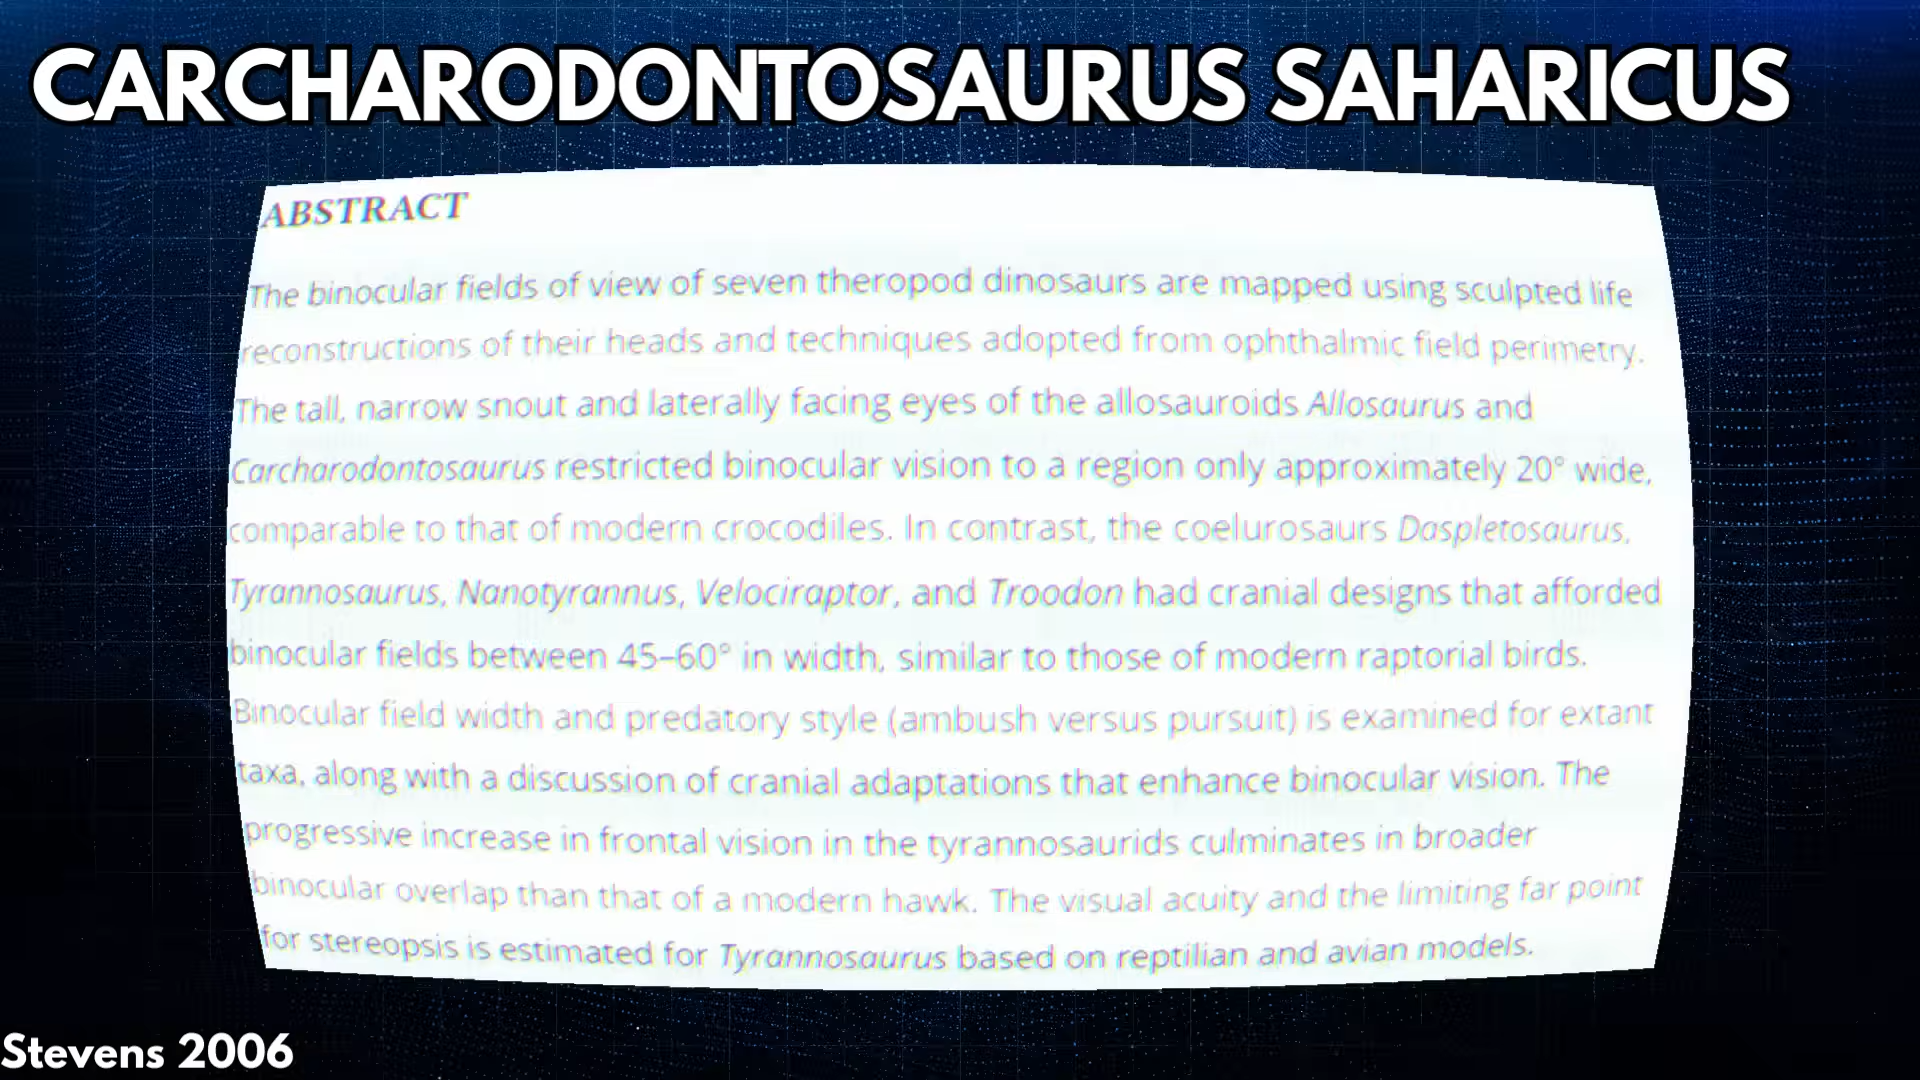 CARCHARODONTOSAURUS SAHARICUS
ABSTRACT
The binocular fields of view of seven theropod dinosaurs are mapped using sculpted life
reconstructions of their heads and techniques adopted from ophthalmic field perimetry.
The tall, narrow snout and laterally facing eyes of the allosauroids Allosaurus and
Carcharodontosaurus restricted binocular vision to a region only approximately 20° wide,
comparable to that of modern crocodiles. In contrast, the coelurosaurs Daspletosaurus,
Tyrannosaurus, Nanotyrannus, Velociraptor, and Troodon had cranial designs that afforded
binocular fields between 45–60° in width, similar to those of modern raptorial birds.
Binocular field width and predatory style (ambush versus pursuit) is examined for extant
taxa, along with a discussion of cranial adaptations that enhance binocular vision. The
progressive increase in frontal vision in the tyrannosaurids culminates in broader
binocular overlap than that of a modern hawk. The visual acuity and the limiting far point
for stereopsis is estimated for Tyrannosaurus based on reptilian and avian models.
Stevens 2006